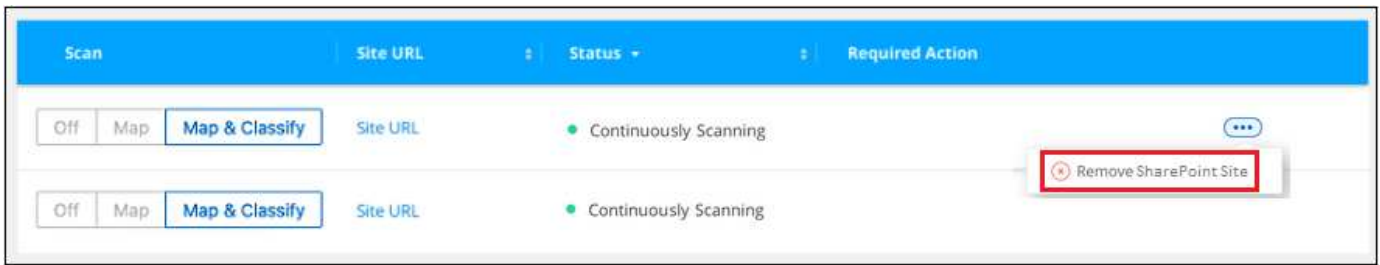 Scan Site URL Status Required Action
Off Map Map & Classify Site URL Continuously Scanning
Remove SharePoint Site
Off Map Map & Classify Site URL Continuously Scanning